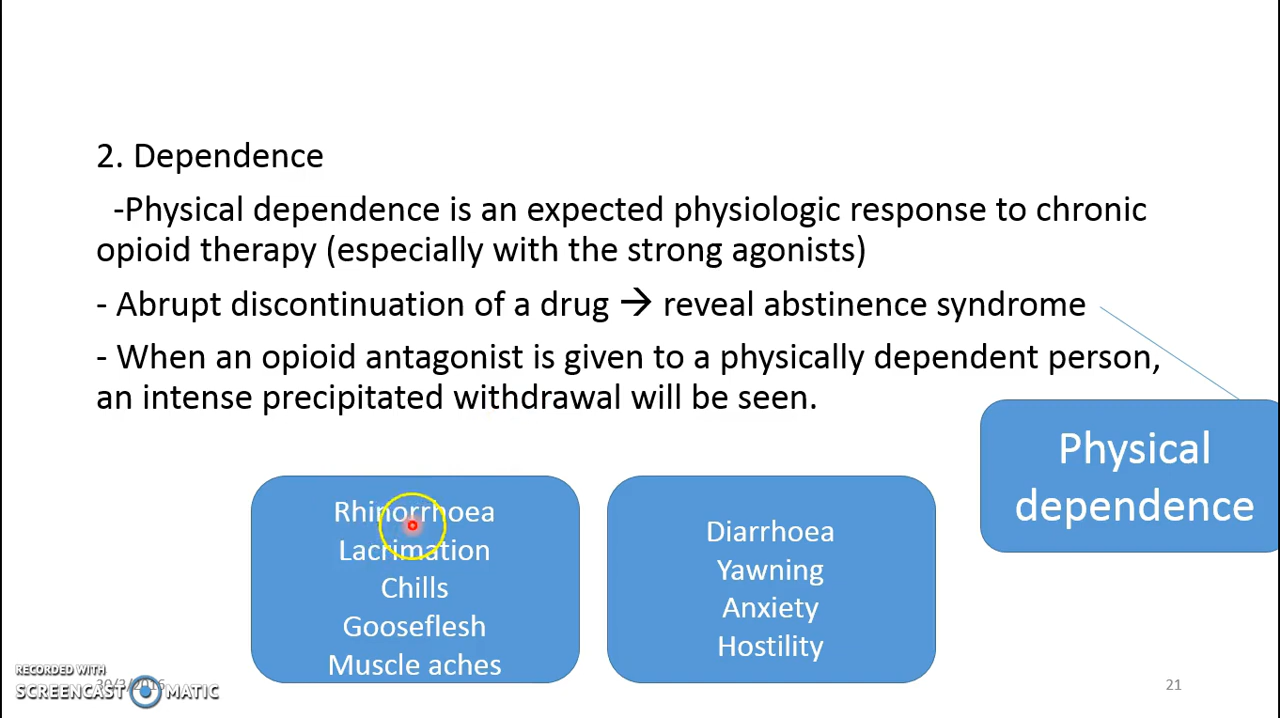 2. Dependence
-Physical dependence is an expected physiologic response to chronic
opioid therapy (especially with the strong agonists)
- Abrupt discontinuation of a drug → reveal abstinence syndrome
- When an opioid antagonist is given to a physically dependent person,
an intense precipitated withdrawal will be seen.
Physical
dependence
Rhinorrhoea
Lacrimation
Chills
Gooseflesh
Muscle aches
Diarrhoea
Yawning
Anxiety
Hostility
RECORDED WITH
SCREENCAST MATIC
30/3/2016
21